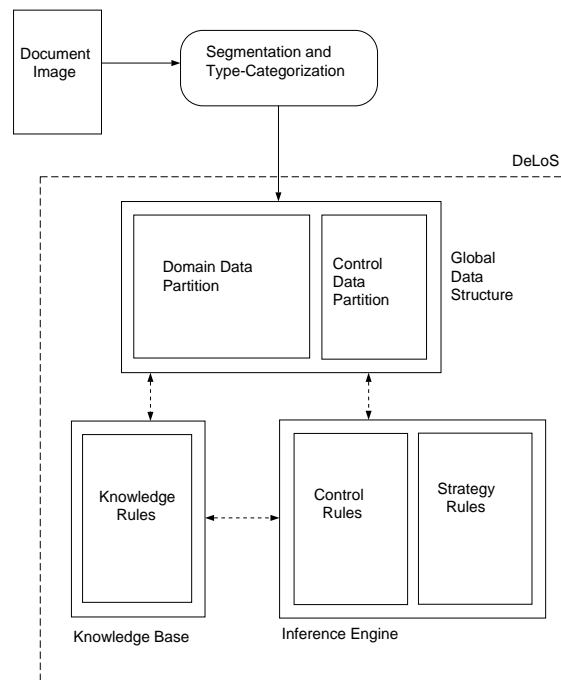 Document
Image
Segmentation and
Type-Categorization
DeLoS
Domain Data
Partition
Control
Data
Partition
Global
Data
Structure
Knowledge
Rules
Control
Rules
Strategy
Rules
Knowledge Base
Inference Engine